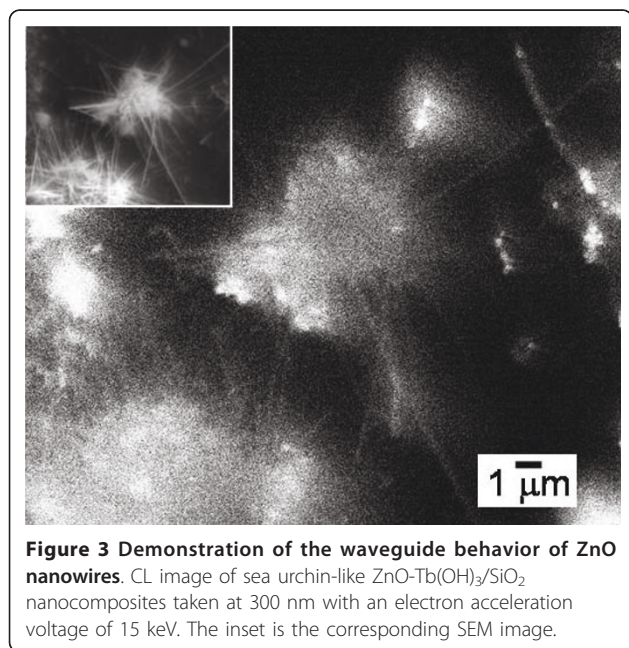 1 μm
Figure 3 Demonstration of the waveguide behavior of ZnO
nanowires. CL image of sea urchin-like ZnO-Tb(OH)₃/SiO₂
nanocomposites taken at 300 nm with an electron acceleration
voltage of 15 keV. The inset is the corresponding SEM image.